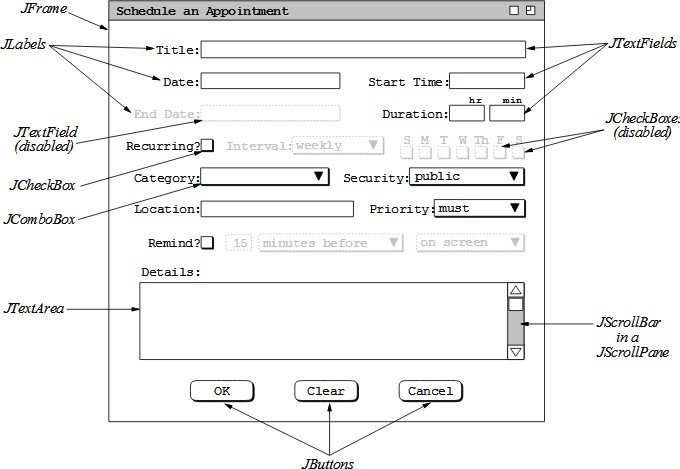 JFrame
Schedule an Appointment
JLabels
Title:
JTextFields
Date:
Start Time:
hr min
End Date:
Duration:
JTextField
(disabled)
JCheckBoxes
(disabled)
Recurring? Interval: weekly
S M T W Th F S
JCheckBox
Category:
Security: public
JComboBox
Location:
Priority: must
Remind? 15 minutes before on screen
Details:
JTextArea
JScrollBar
in a
JScrollPane
OK Clear Cancel
JButtons